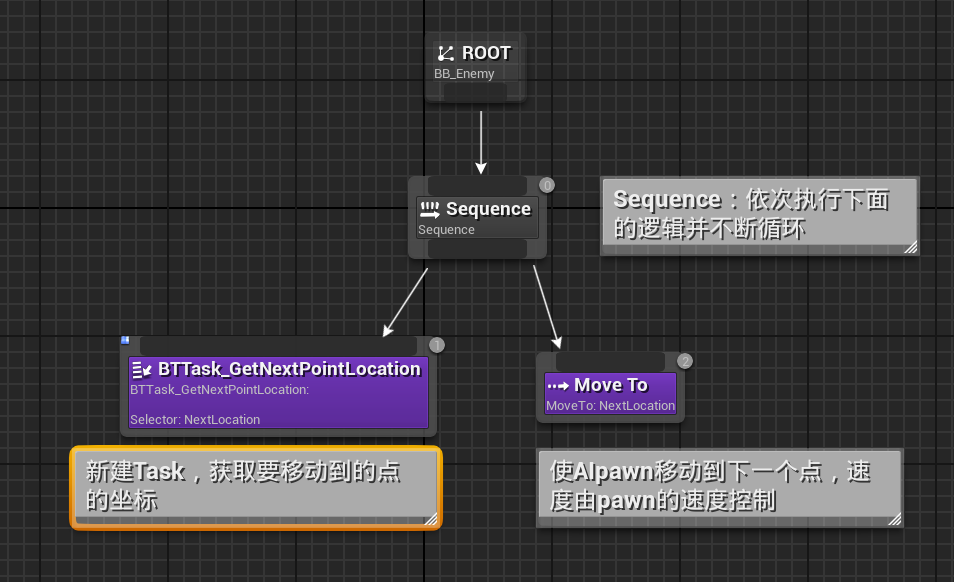 ROOT
BB_Enemy
0
Sequence
Sequence
Sequence：依次执行下面
的逻辑并不断循环
1
BTTask_GetNextPointLocation
BTTask_GetNextPointLocation:
Selector: NextLocation
2
Move To
MoveTo: NextLocation
新建Task，获取要移动到的点
的坐标
使AIpawn移动到下一个点，速
度由pawn的速度控制